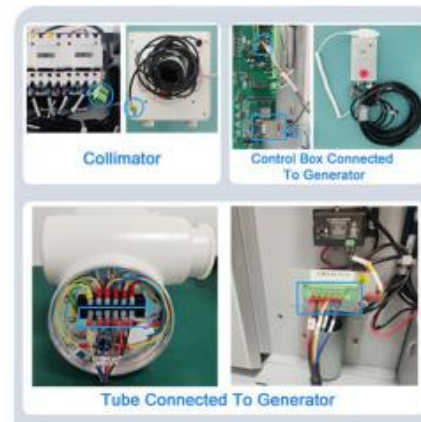 Collimator
Control Box Connected
To Generator
Tube Connected To Generator